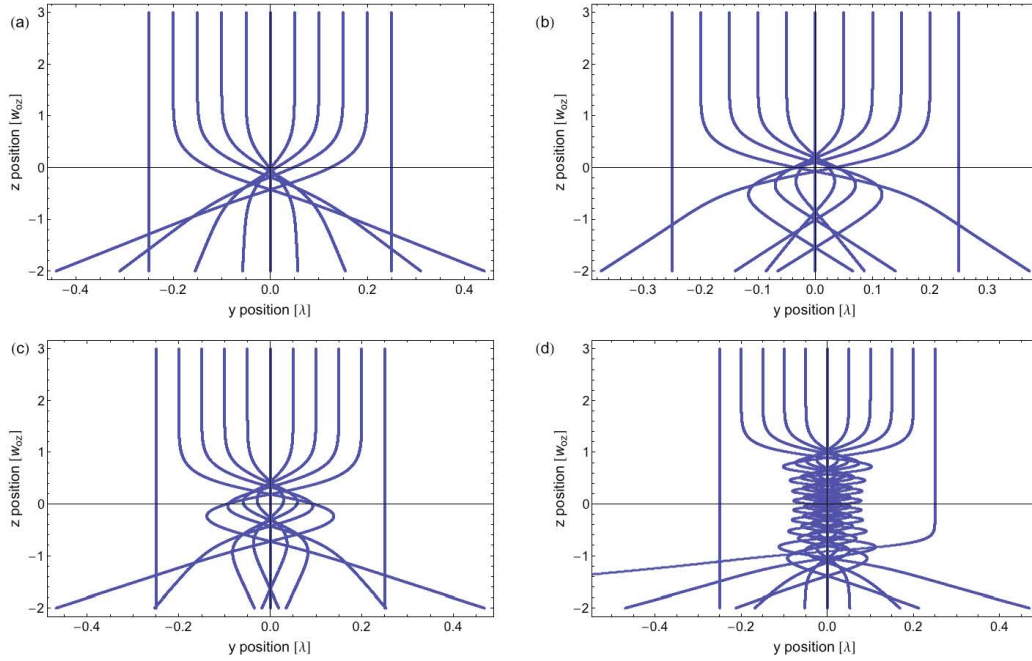 (a)
3
2
1
0
−1
−2
z position [w_oz]
−0.4 −0.2 0.0 0.2 0.4
y position [λ]
(b)
3
2
1
0
−1
−2
z position [w_oz]
−0.3 −0.2 −0.1 0.0 0.1 0.2 0.3
y position [λ]
(c)
3
2
1
0
−1
−2
z position [w_oz]
−0.4 −0.2 0.0 0.2 0.4
y position [λ]
(d)
3
2
1
0
−1
−2
z position [w_oz]
−0.4 −0.2 0.0 0.2 0.4
y position [λ]